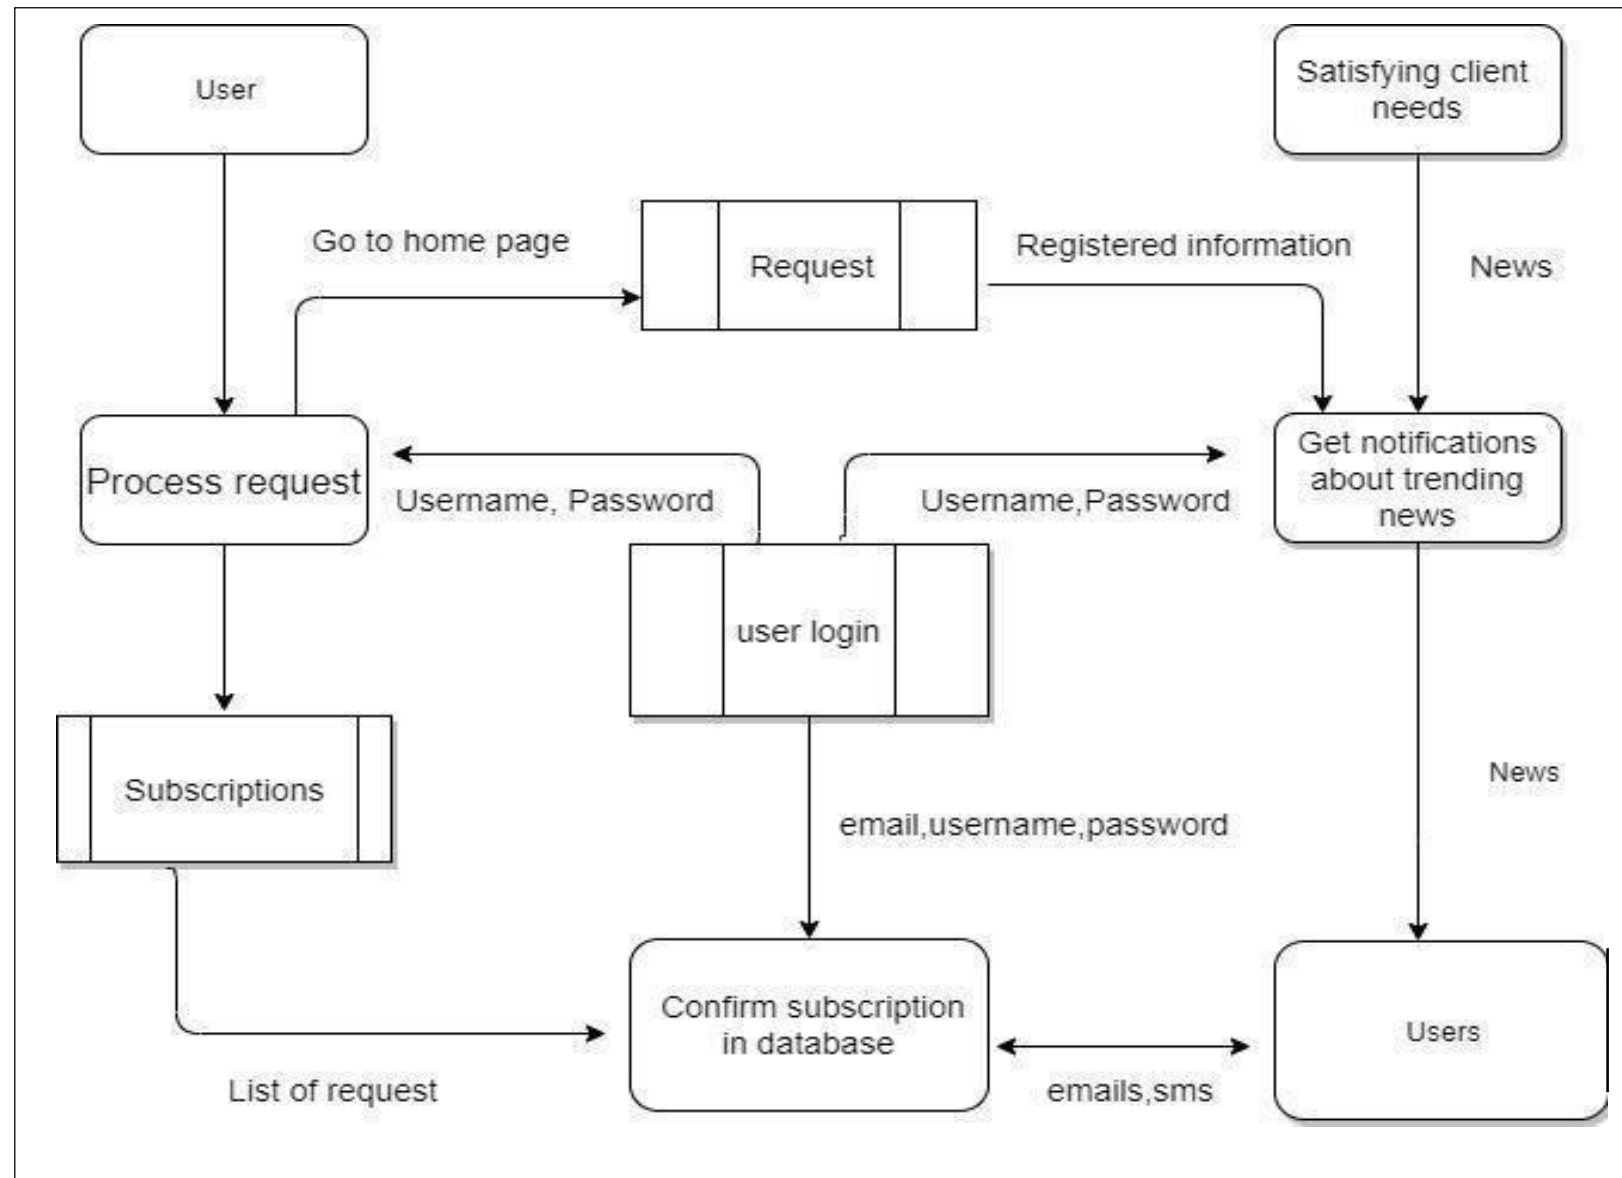 User
Satisfying client
needs
Go to home page
Request
Registered information
News
Process request
Username, Password
Username,Password
Get notifications
about trending
news
user login
Subscriptions
News
email,username,password
Confirm subscription
in database
Users
List of request
emails,sms